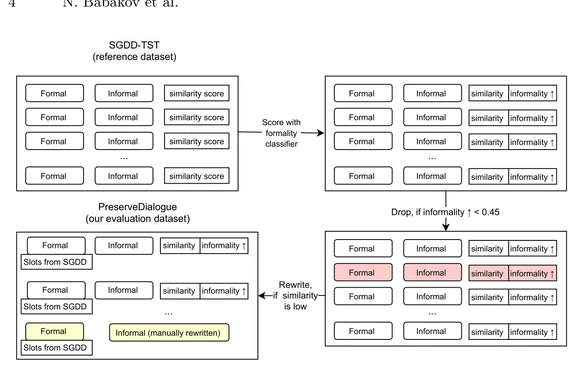 4 N. Babakov et al.
SGDD-TST
(reference dataset)
Formal Informal similarity score
Formal Informal similarity score
Formal Informal similarity score
...
Formal Informal similarity score
Score with
formality
classifier
Formal Informal similarity informality ↑
Formal Informal similarity informality ↑
Formal Informal similarity informality ↑
...
Formal Informal similarity informality ↑
Drop, if informality ↑ < 0.45
Formal Informal similarity informality ↑
Formal Informal similarity informality ↑
Formal Informal similarity informality ↑
...
Formal Informal similarity informality ↑
Rewrite,
if similarity
is low
PreserveDialogue
(our evaluation dataset)
Formal Informal similarity informality ↑
Slots from SGDD
Formal Informal similarity informality ↑
Slots from SGDD
...
Formal Informal (manually rewritten)
Slots from SGDD